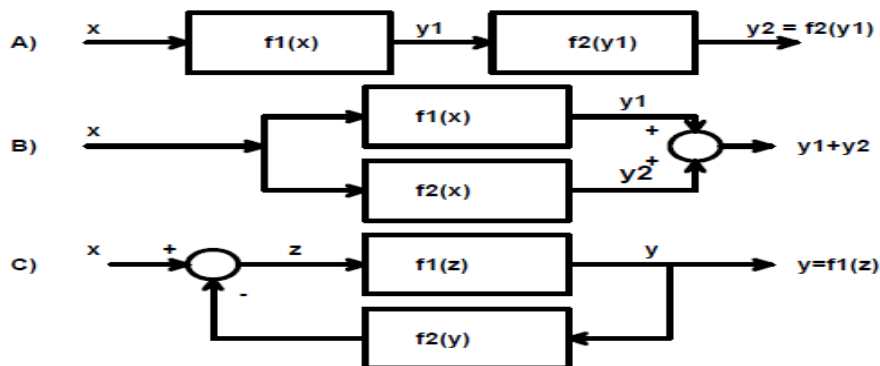 A) x f1(x) y1 f2(y1) y2 = f2(y1)
f1(x) y1
B) x + y1+y2
+
f2(x) y2
C) x + z f1(z) y y=f1(z)
-
f2(y)